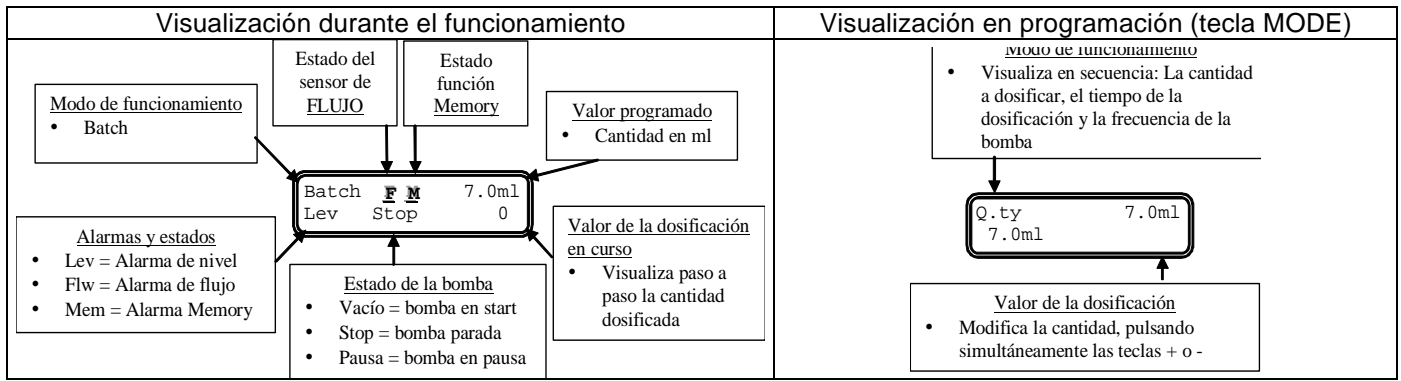 Visualización durante el funcionamiento
Estado del
sensor de
FLUJO
Estado
función
Memory
Modo de funcionamiento
• Batch
Valor programado
• Cantidad en ml
Batch F M 7.0ml
Lev Stop 0
Alarmas y estados
• Lev = Alarma de nivel
• Flw = Alarma de flujo
• Mem = Alarma Memory
Estado de la bomba
• Vacío = bomba en start
• Stop = bomba parada
• Pausa = bomba en pausa
Valor de la dosificación
en curso
• Visualiza paso a
paso la cantidad
dosificada
Visualización en programación (tecla MODE)
Modo de funcionamiento
• Visualiza en secuencia: La cantidad
a dosificar, el tiempo de la
dosificación y la frecuencia de la
bomba
Q.ty 7.0ml
7.0ml
Valor de la dosificación
• Modifica la cantidad, pulsando
simultáneamente las teclas + o -